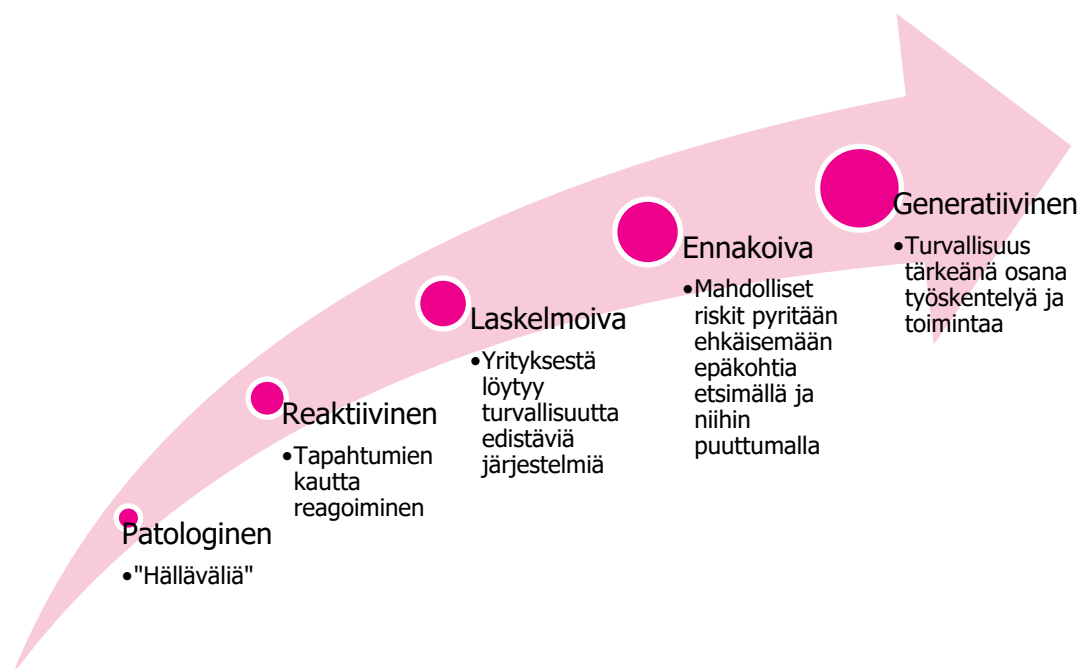 Patologinen
•"Hälläväliä"
Reaktiivinen
•Tapahtumien
kautta
reagoiminen
Laskelmoiva
•Yrityksestä
löytyy
turvallisuutta
edistäviä
järjestelmiä
Ennakoiva
•Mahdolliset
riskit pyritään
ehkäisemään
epäkohtia
etsimällä ja
niihin
puuttumalla
Generatiivinen
•Turvallisuus
tärkeänä osana
työskentelyä ja
toimintaa